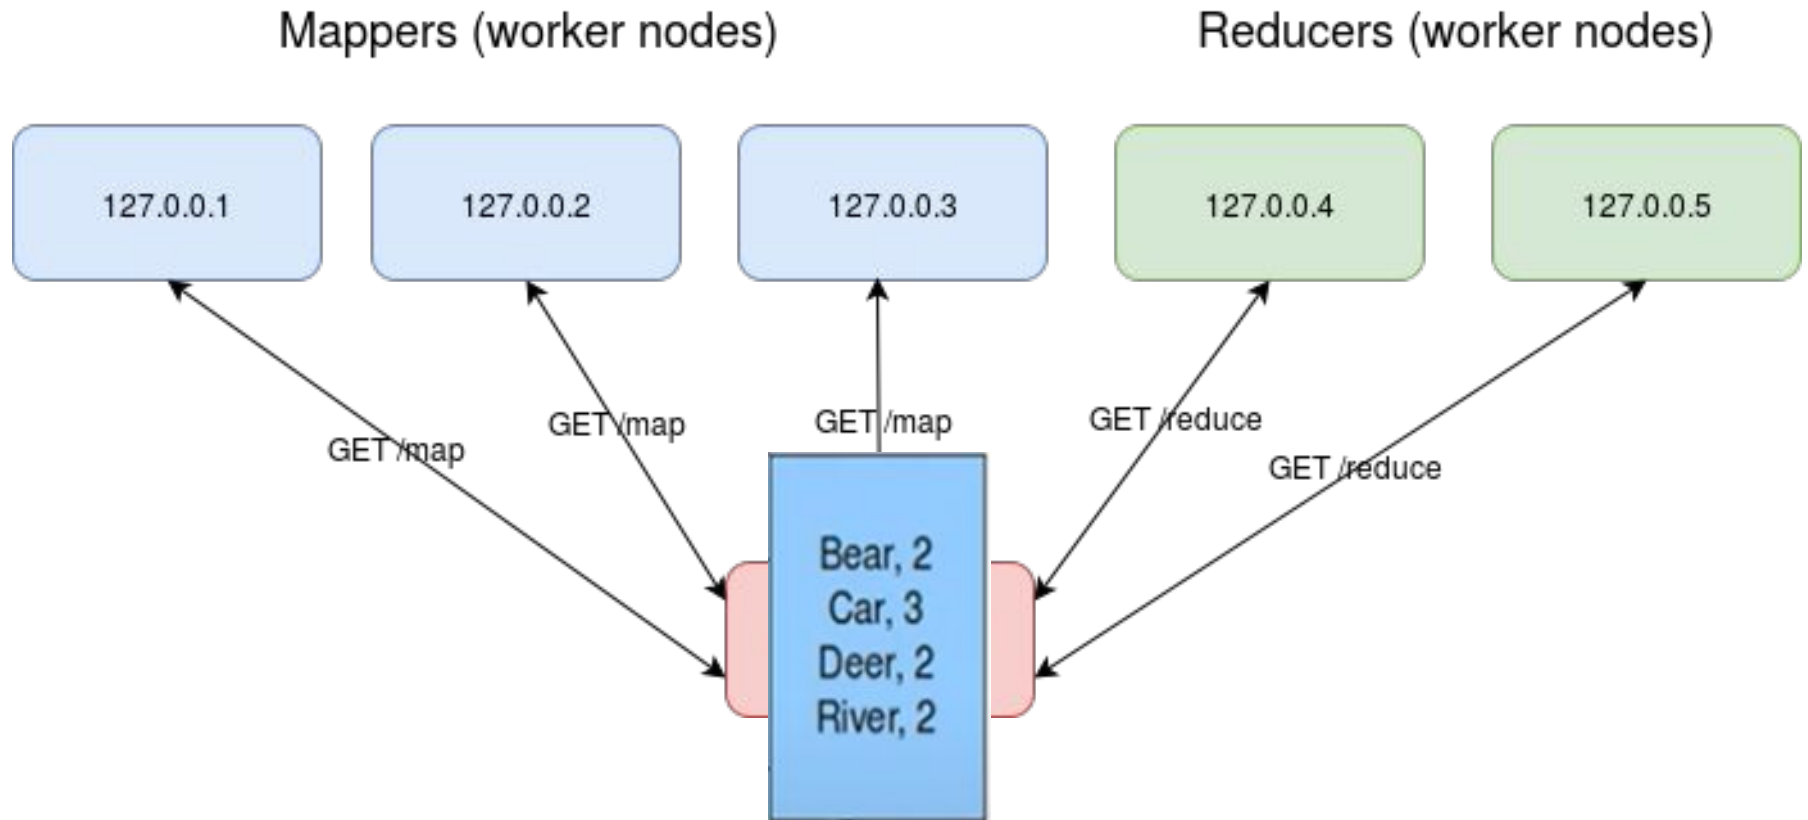 Mappers (worker nodes)
Reducers (worker nodes)
127.0.0.1
127.0.0.2
127.0.0.3
127.0.0.4
127.0.0.5
GET /map
GET /map
GET /map
GET /reduce
GET /reduce
Bear, 2
Car, 3
Deer, 2
River, 2